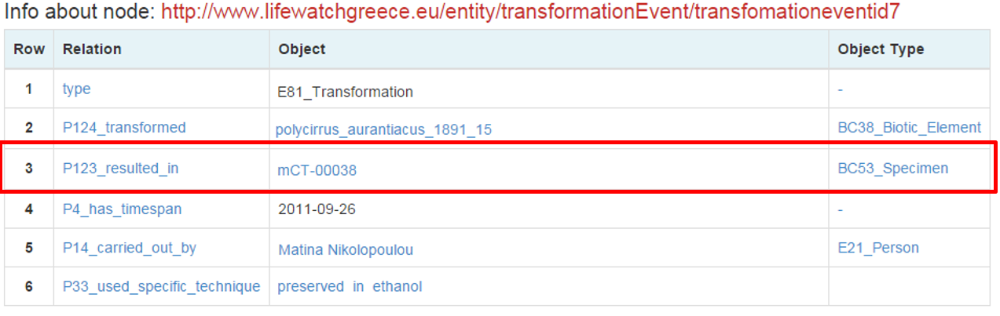 Info about node: http://www.lifewatchgreece.eu/entity/transformationEvent/transfomationeventid7
Row Relation Object Object Type
1 type E81_Transformation -
2 P124_transformed polycirrus_aurantiacus_1891_15 BC38_Biotic_Element
3 P123_resulted_in mCT-00038 BC53_Specimen
4 P4_has_timespan 2011-09-26 -
5 P14_carried_out_by Matina Nikolopoulou E21_Person
6 P33_used_specific_technique preserved in ethanol